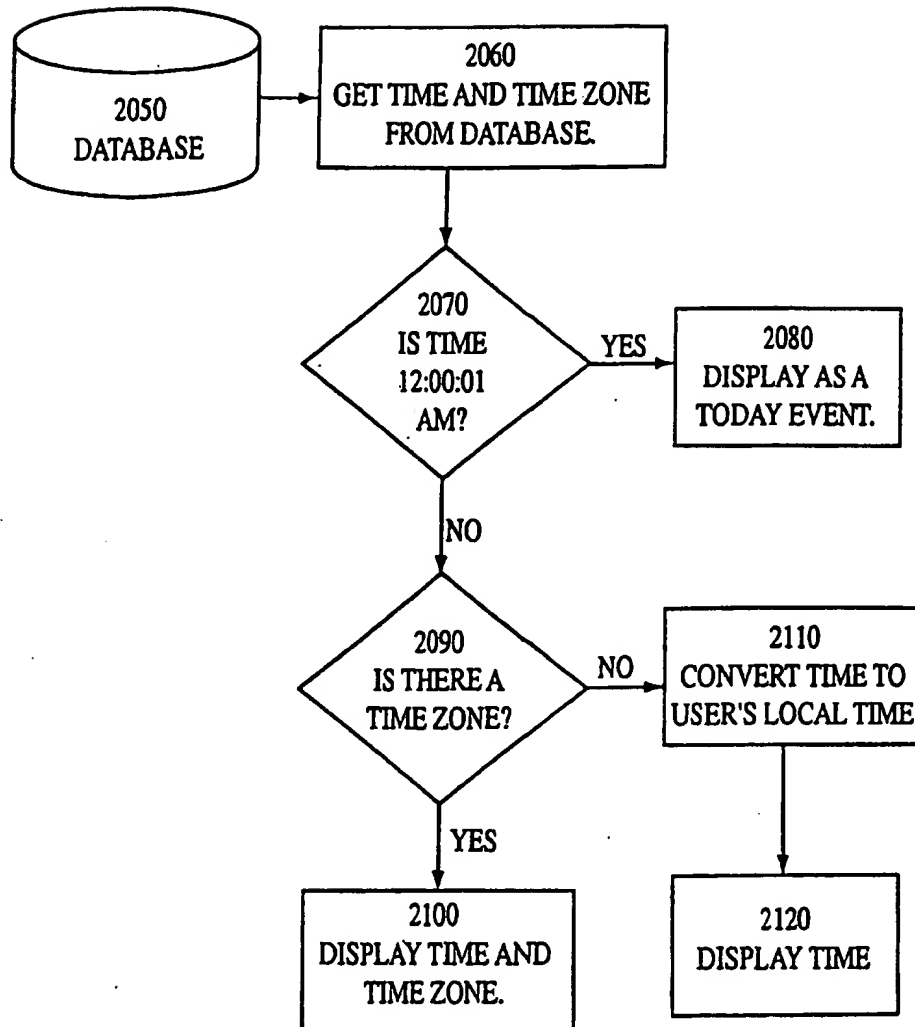 2050
DATABASE
2060
GET TIME AND TIME ZONE
FROM DATABASE.
2070
IS TIME
12:00:01
AM?
YES
2080
DISPLAY AS A
TODAY EVENT.
NO
2090
IS THERE A
TIME ZONE?
NO
2110
CONVERT TIME TO
USER'S LOCAL TIME
YES
2100
DISPLAY TIME AND
TIME ZONE.
2120
DISPLAY TIME